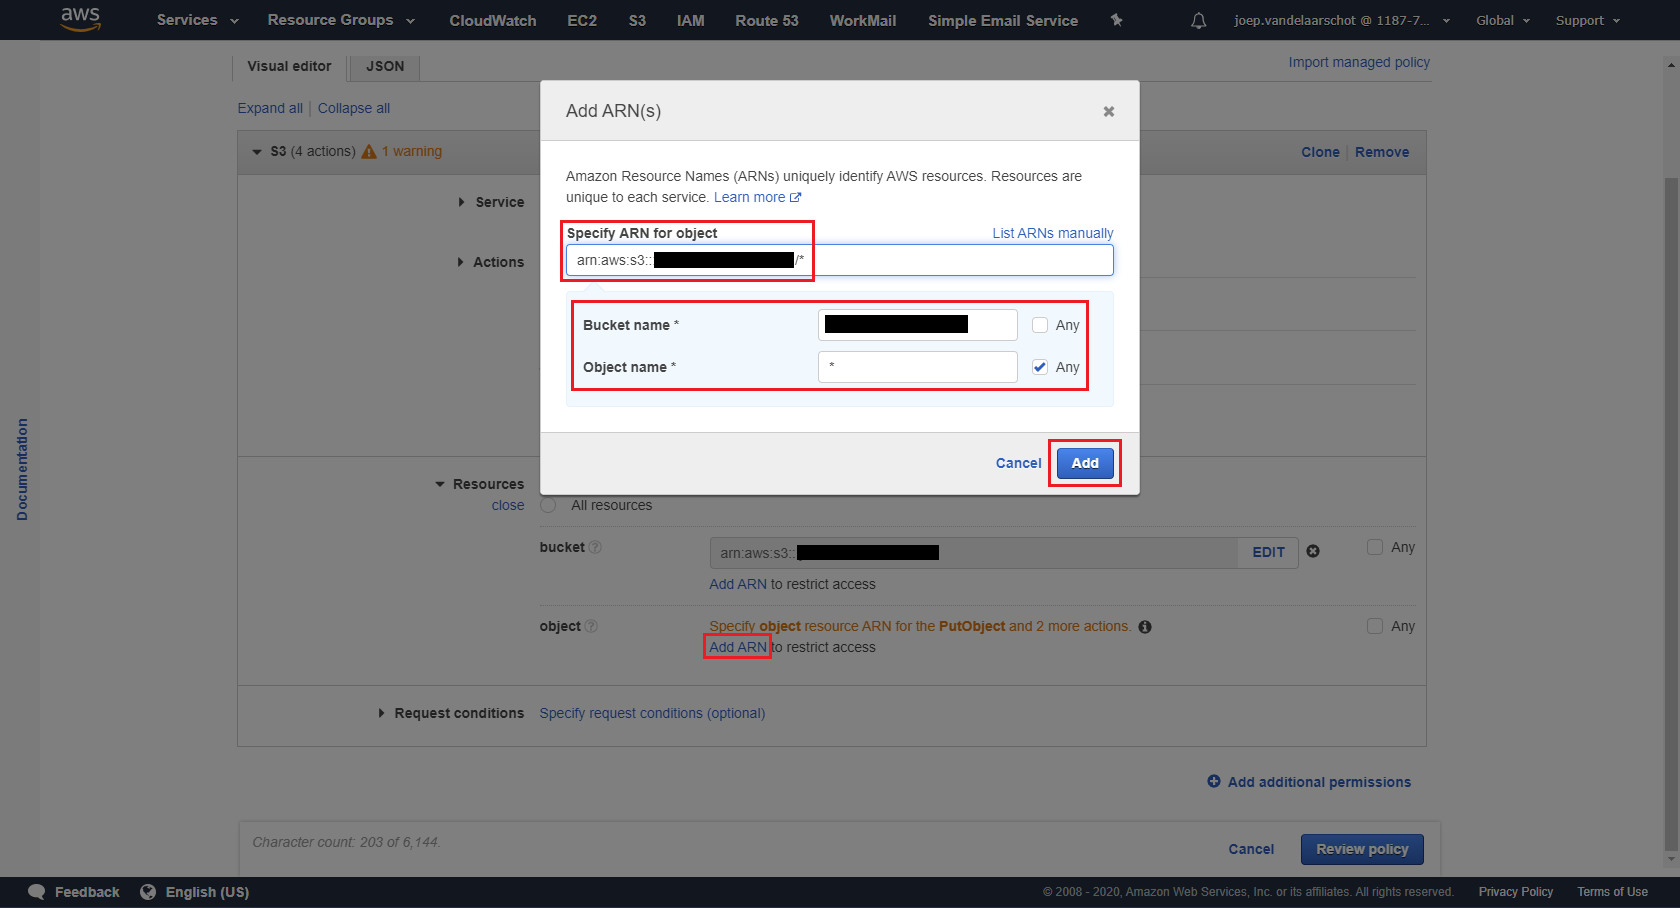 aws Services Resource Groups CloudWatch EC2 S3 IAM Route 53 WorkMail Simple Email Service joep.vandelaarschot @ 1187-7... Global Support
Visual editor JSON Import managed policy
Expand all Collapse all
S3 (4 actions) 1 warning Clone Remove
Service
Actions
Documentation
Add ARN(s)
Amazon Resource Names (ARNs) uniquely identify AWS resources. Resources are
unique to each service. Learn more
Specify ARN for object List ARNs manually
arn:aws:s3::: /*
Bucket name * Any
Object name * * Any
Cancel Add
Resources
close All resources
bucket arn:aws:s3:: EDIT Any
Add ARN to restrict access
object Specify object resource ARN for the PutObject and 2 more actions. Any
Add ARN to restrict access
Request conditions Specify request conditions (optional)
Add additional permissions
Character count: 203 of 6,144.
Cancel Review policy
Feedback English (US) © 2008 - 2020, Amazon Web Services, Inc. or its affiliates. All rights reserved. Privacy Policy Terms of Use